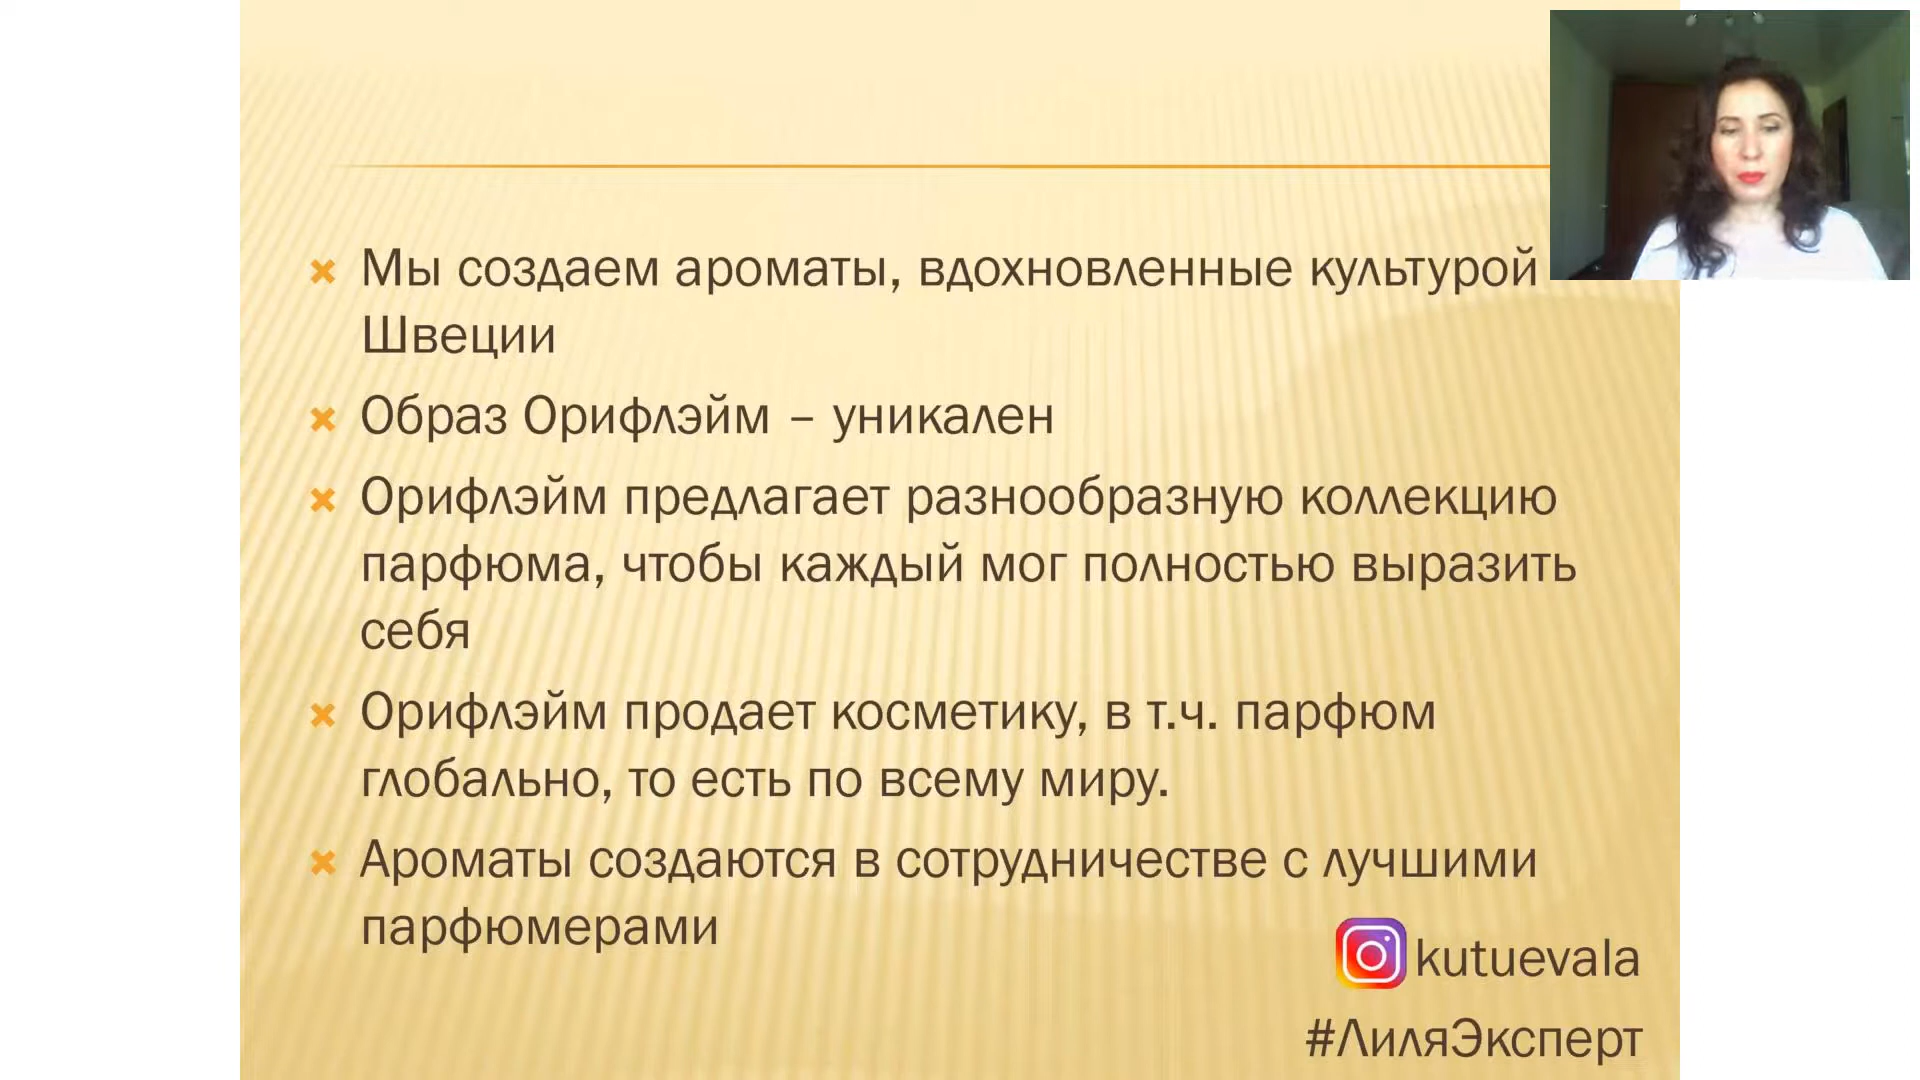 Мы создаем ароматы, вдохновленные культурой
Швеции
Образ Орифлэйм – уникален
Орифлэйм предлагает разнообразную коллекцию
парфюма, чтобы каждый мог полностью выразить
себя
Орифлэйм продает косметику, в т.ч. парфюм
глобально, то есть по всему миру.
Ароматы создаются в сотрудничестве с лучшими
парфюмерами
kutuevala
#ЛиляЭксперт